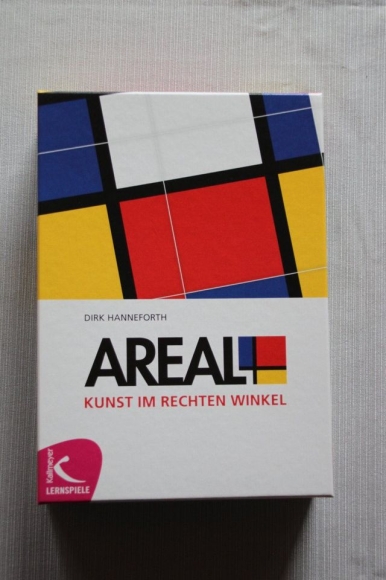 DIRK HANNEFORTH
AREAL
KUNST IM RECHTEN WINKEL
Kallmeyer
LERNSPIELE